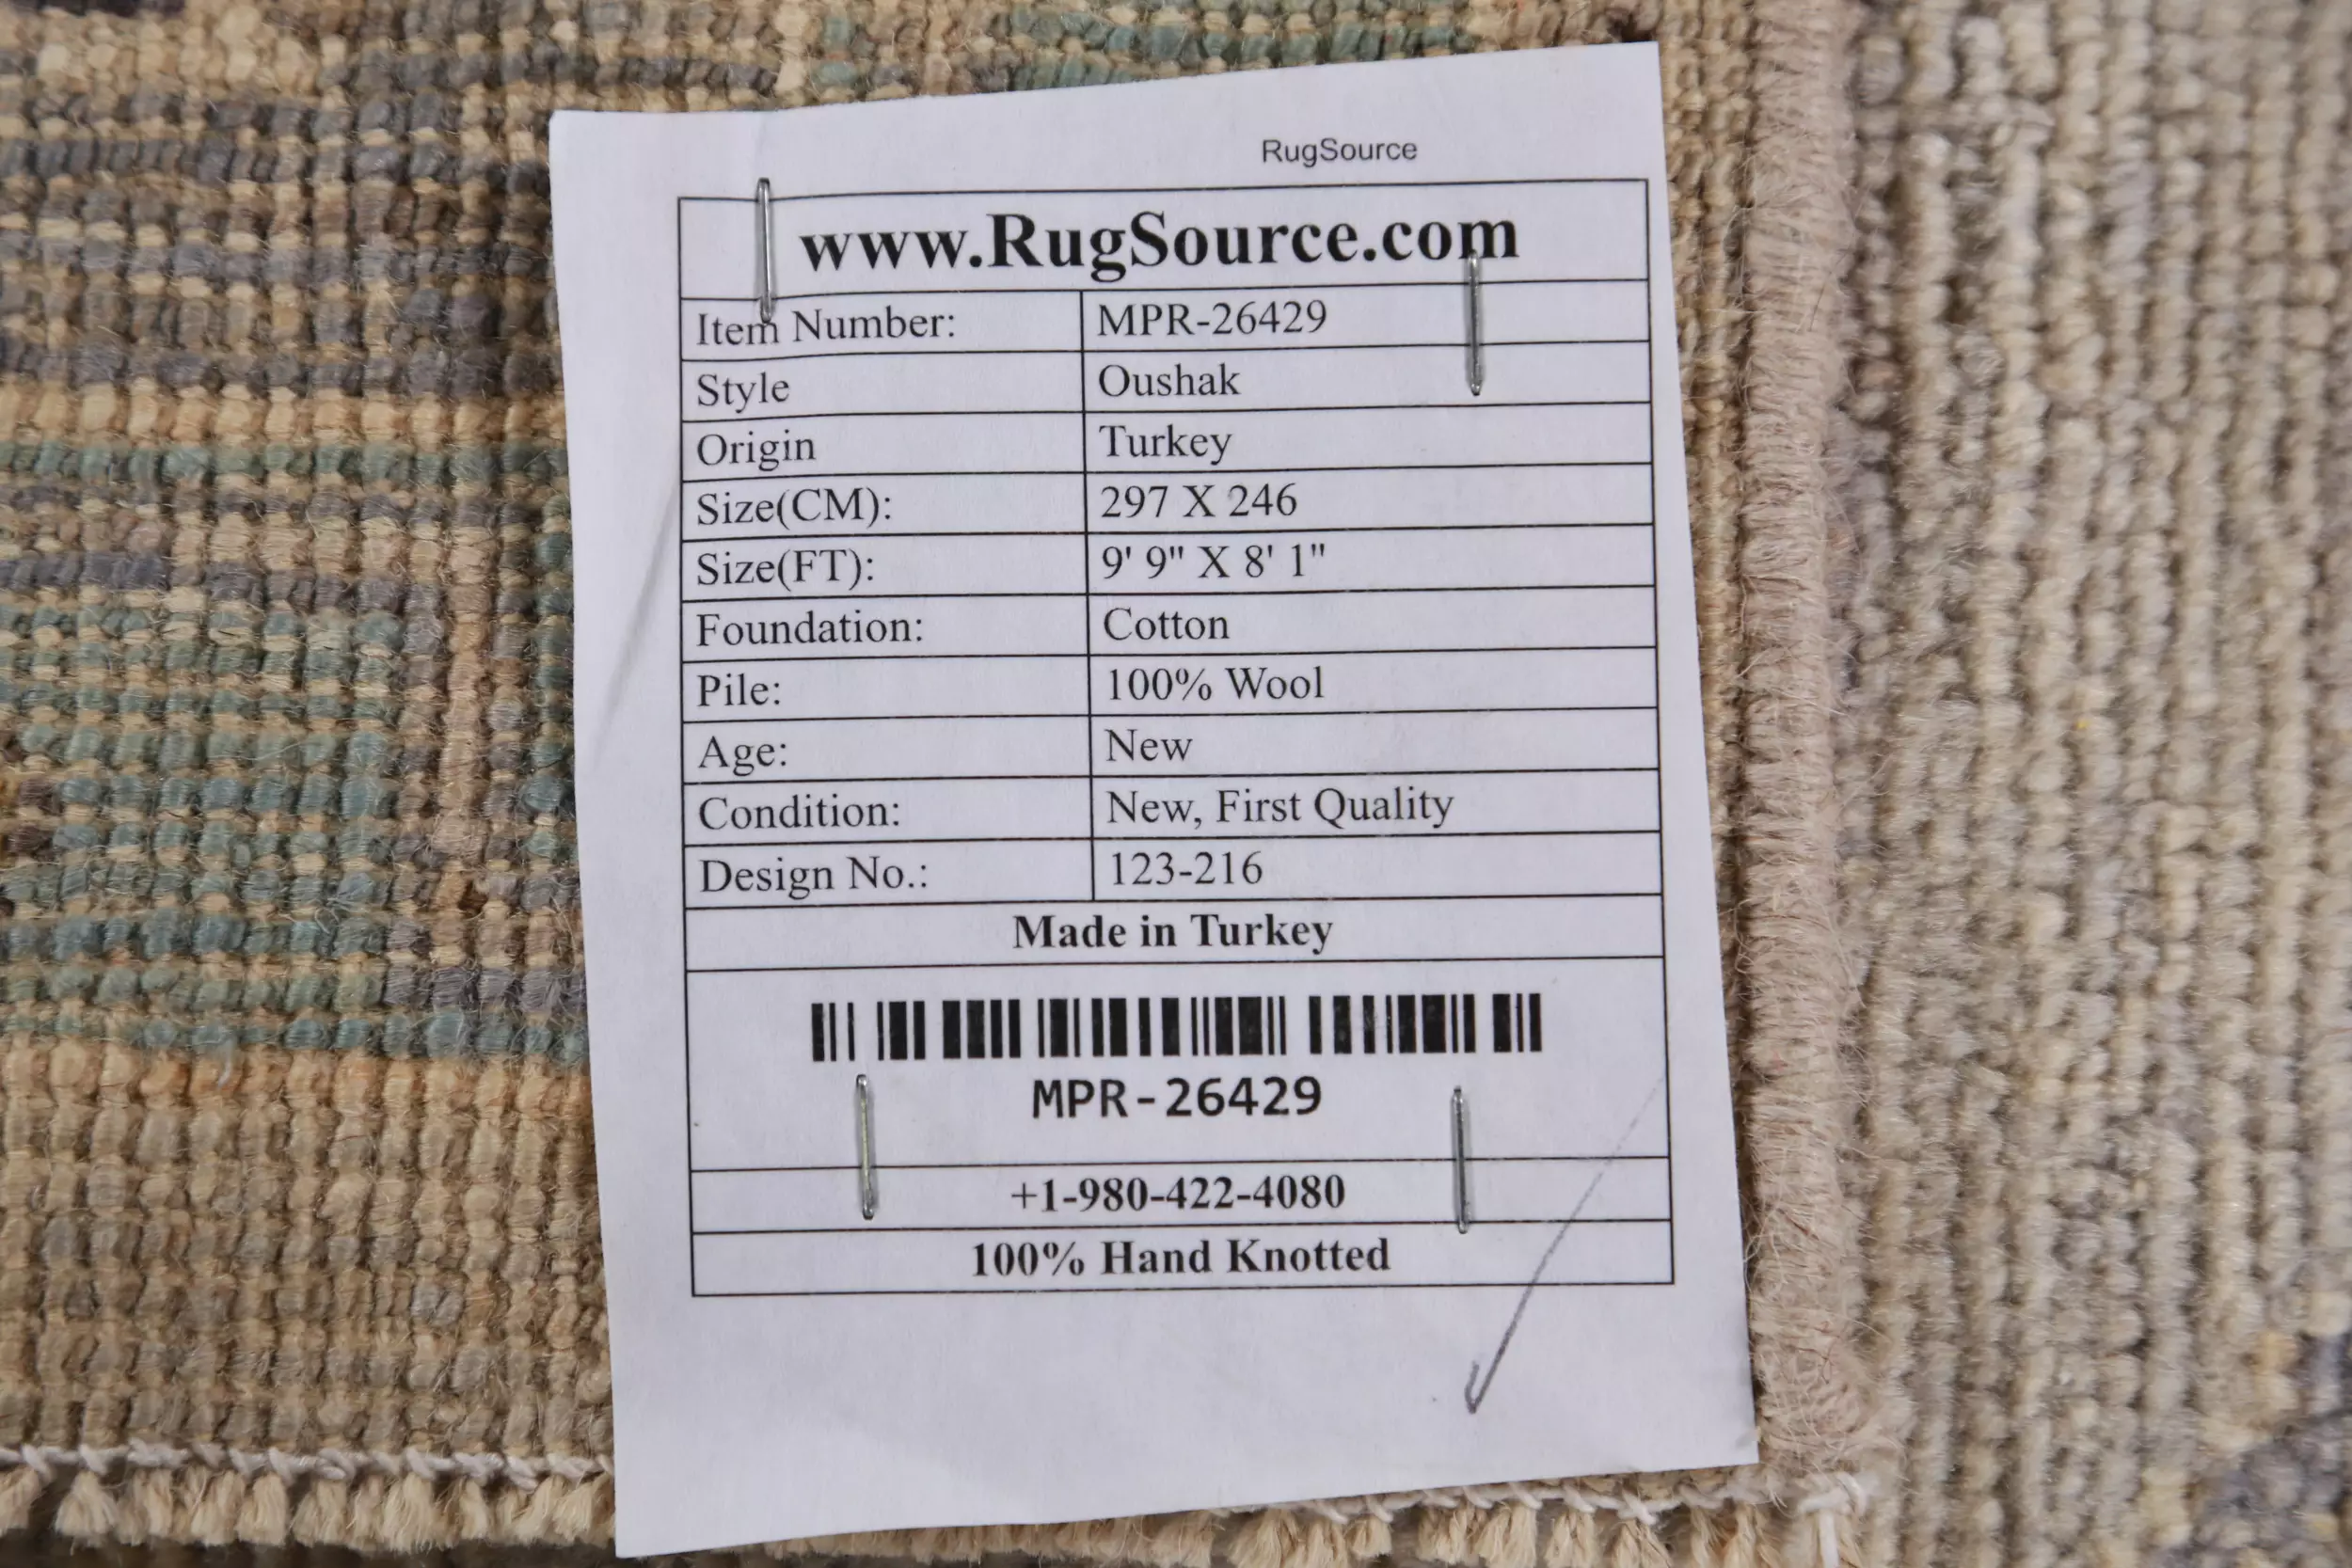 RugSource
www.RugSource.com
Item Number: MPR-26429
Style Oushak
Origin Turkey
Size(CM): 297 X 246
Size(FT): 9' 9" X 8' 1"
Foundation: Cotton
Pile: 100% Wool
Age: New
Condition: New, First Quality
Design No.: 123-216
Made in Turkey
MPR-26429
+1-980-422-4080
100% Hand Knotted